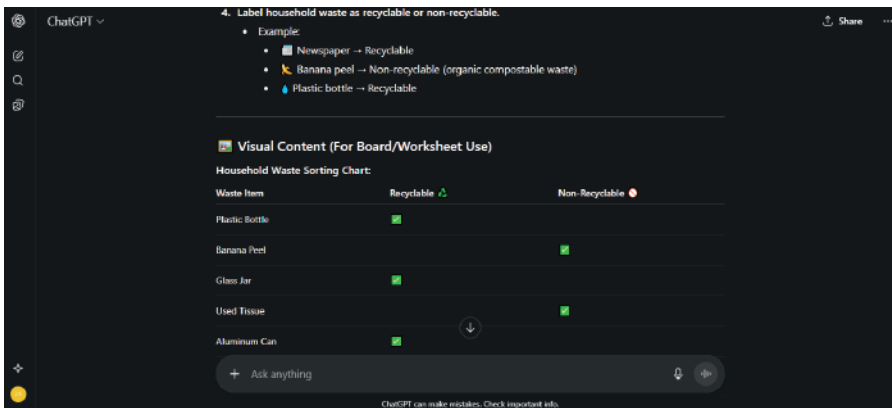 ChatGPT
Share
4. Label household waste as recyclable or non-recyclable.
Example:
Newspaper → Recyclable
Banana peel → Non-recyclable (organic compostable waste)
Plastic bottle → Recyclable
Visual Content (For Board/Worksheet Use)
Household Waste Sorting Chart:
Waste Item Recyclable Non-Recyclable
Plastic Bottle
Banana Peel
Glass Jar
Used Tissue
Aluminum Can
Ask anything
ChatGPT can make mistakes. Check important info.